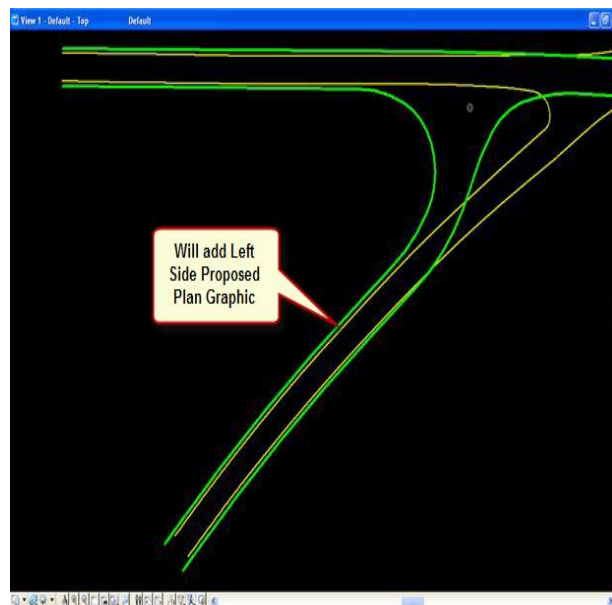 View 1 - Default - Top Default
Will add Left
Side Proposed
Plan Graphic